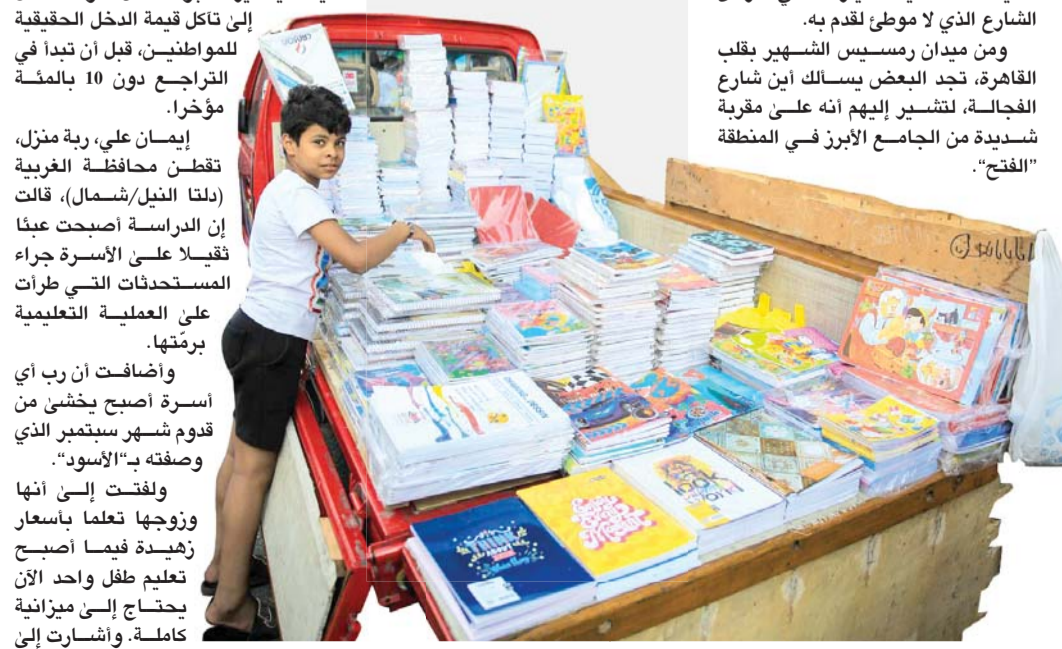 الشارع الذي لا موطئ لقدم به.
ومن ميدان رمسيس الشهير بقلب
القاهرة، تجد البعض يسألك أين شارع
الفجالة، لتشير إليهم أنه على مقربة
شديدة من الجامع الأبرز في المنطقة
"الفتح".
إلى تآكل قيمة الدخل الحقيقية
للمواطنين، قبل أن تبدأ في
التراجع دون 10 بالمئة
مؤخرا.
إيمان علي، ربة منزل،
تقطن محافظة الغربية
(دلتا النيل/شمال)، قالت
إن الدراسة أصبحت عبئا
ثقيلا على الأسرة جراء
المستحدثات التي طرأت
على العملية التعليمية
برمّتها.
وأضافت أن رب أي
أسرة أصبح يخشى من
قدوم شهر سبتمبر الذي
وصفته بـ"الأسود".
ولفتت إلى أنها
وزوجها تعلما بأسعار
زهيدة فيما أصبح
تعليم طفل واحد الآن
يحتاج إلى ميزانية
كاملة. وأشارت إلى
THINK
ABOUT